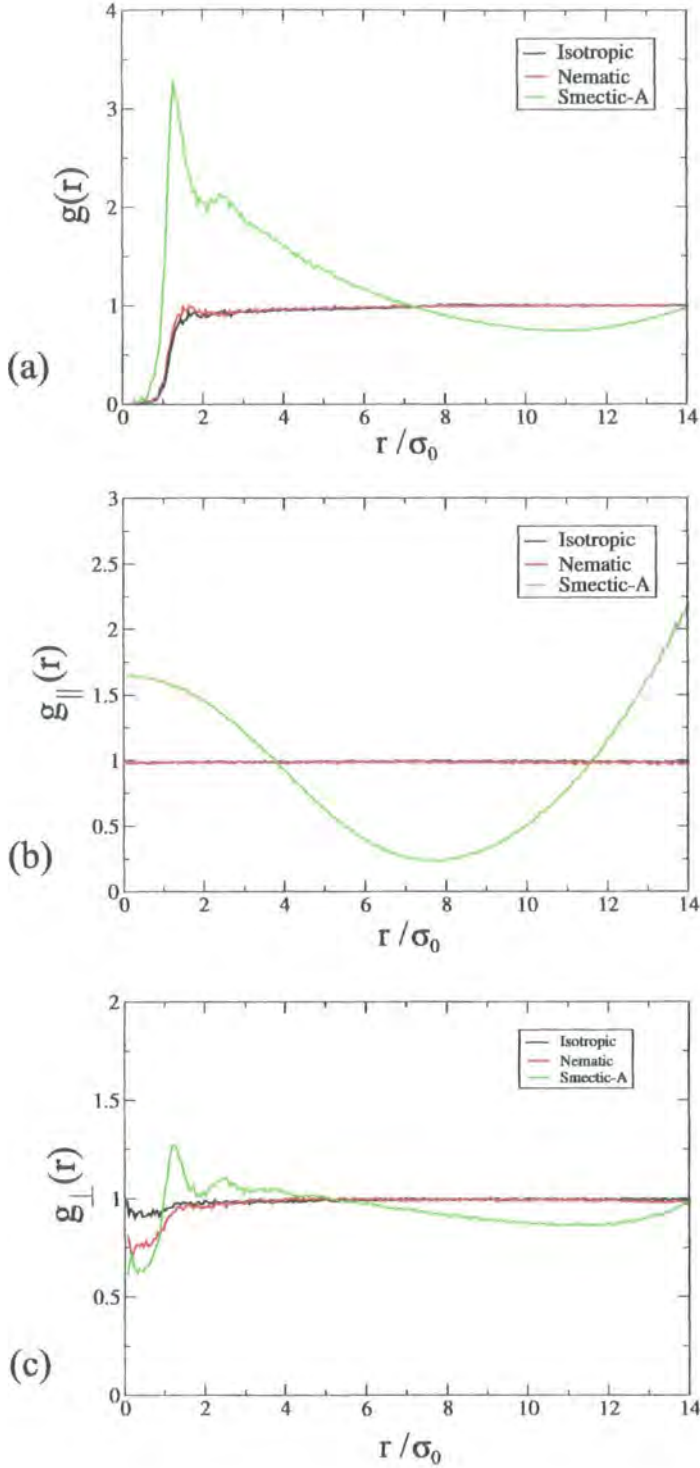 4
3
2
1
0
g(r)
Isotropic
Nematic
Smectic-A
0 2 4 6 8 10 12 14
r /σ₀
(a)
3
2.5
2
1.5
1
0.5
0
g∥(r)
Isotropic
Nematic
Smectic-A
0 2 4 6 8 10 12 14
r /σ₀
(b)
2
1.5
1
0.5
0
g⊥(r)
Isotropic
Nematic
Smectic-A
0 2 4 6 8 10 12 14
r /σ₀
(c)